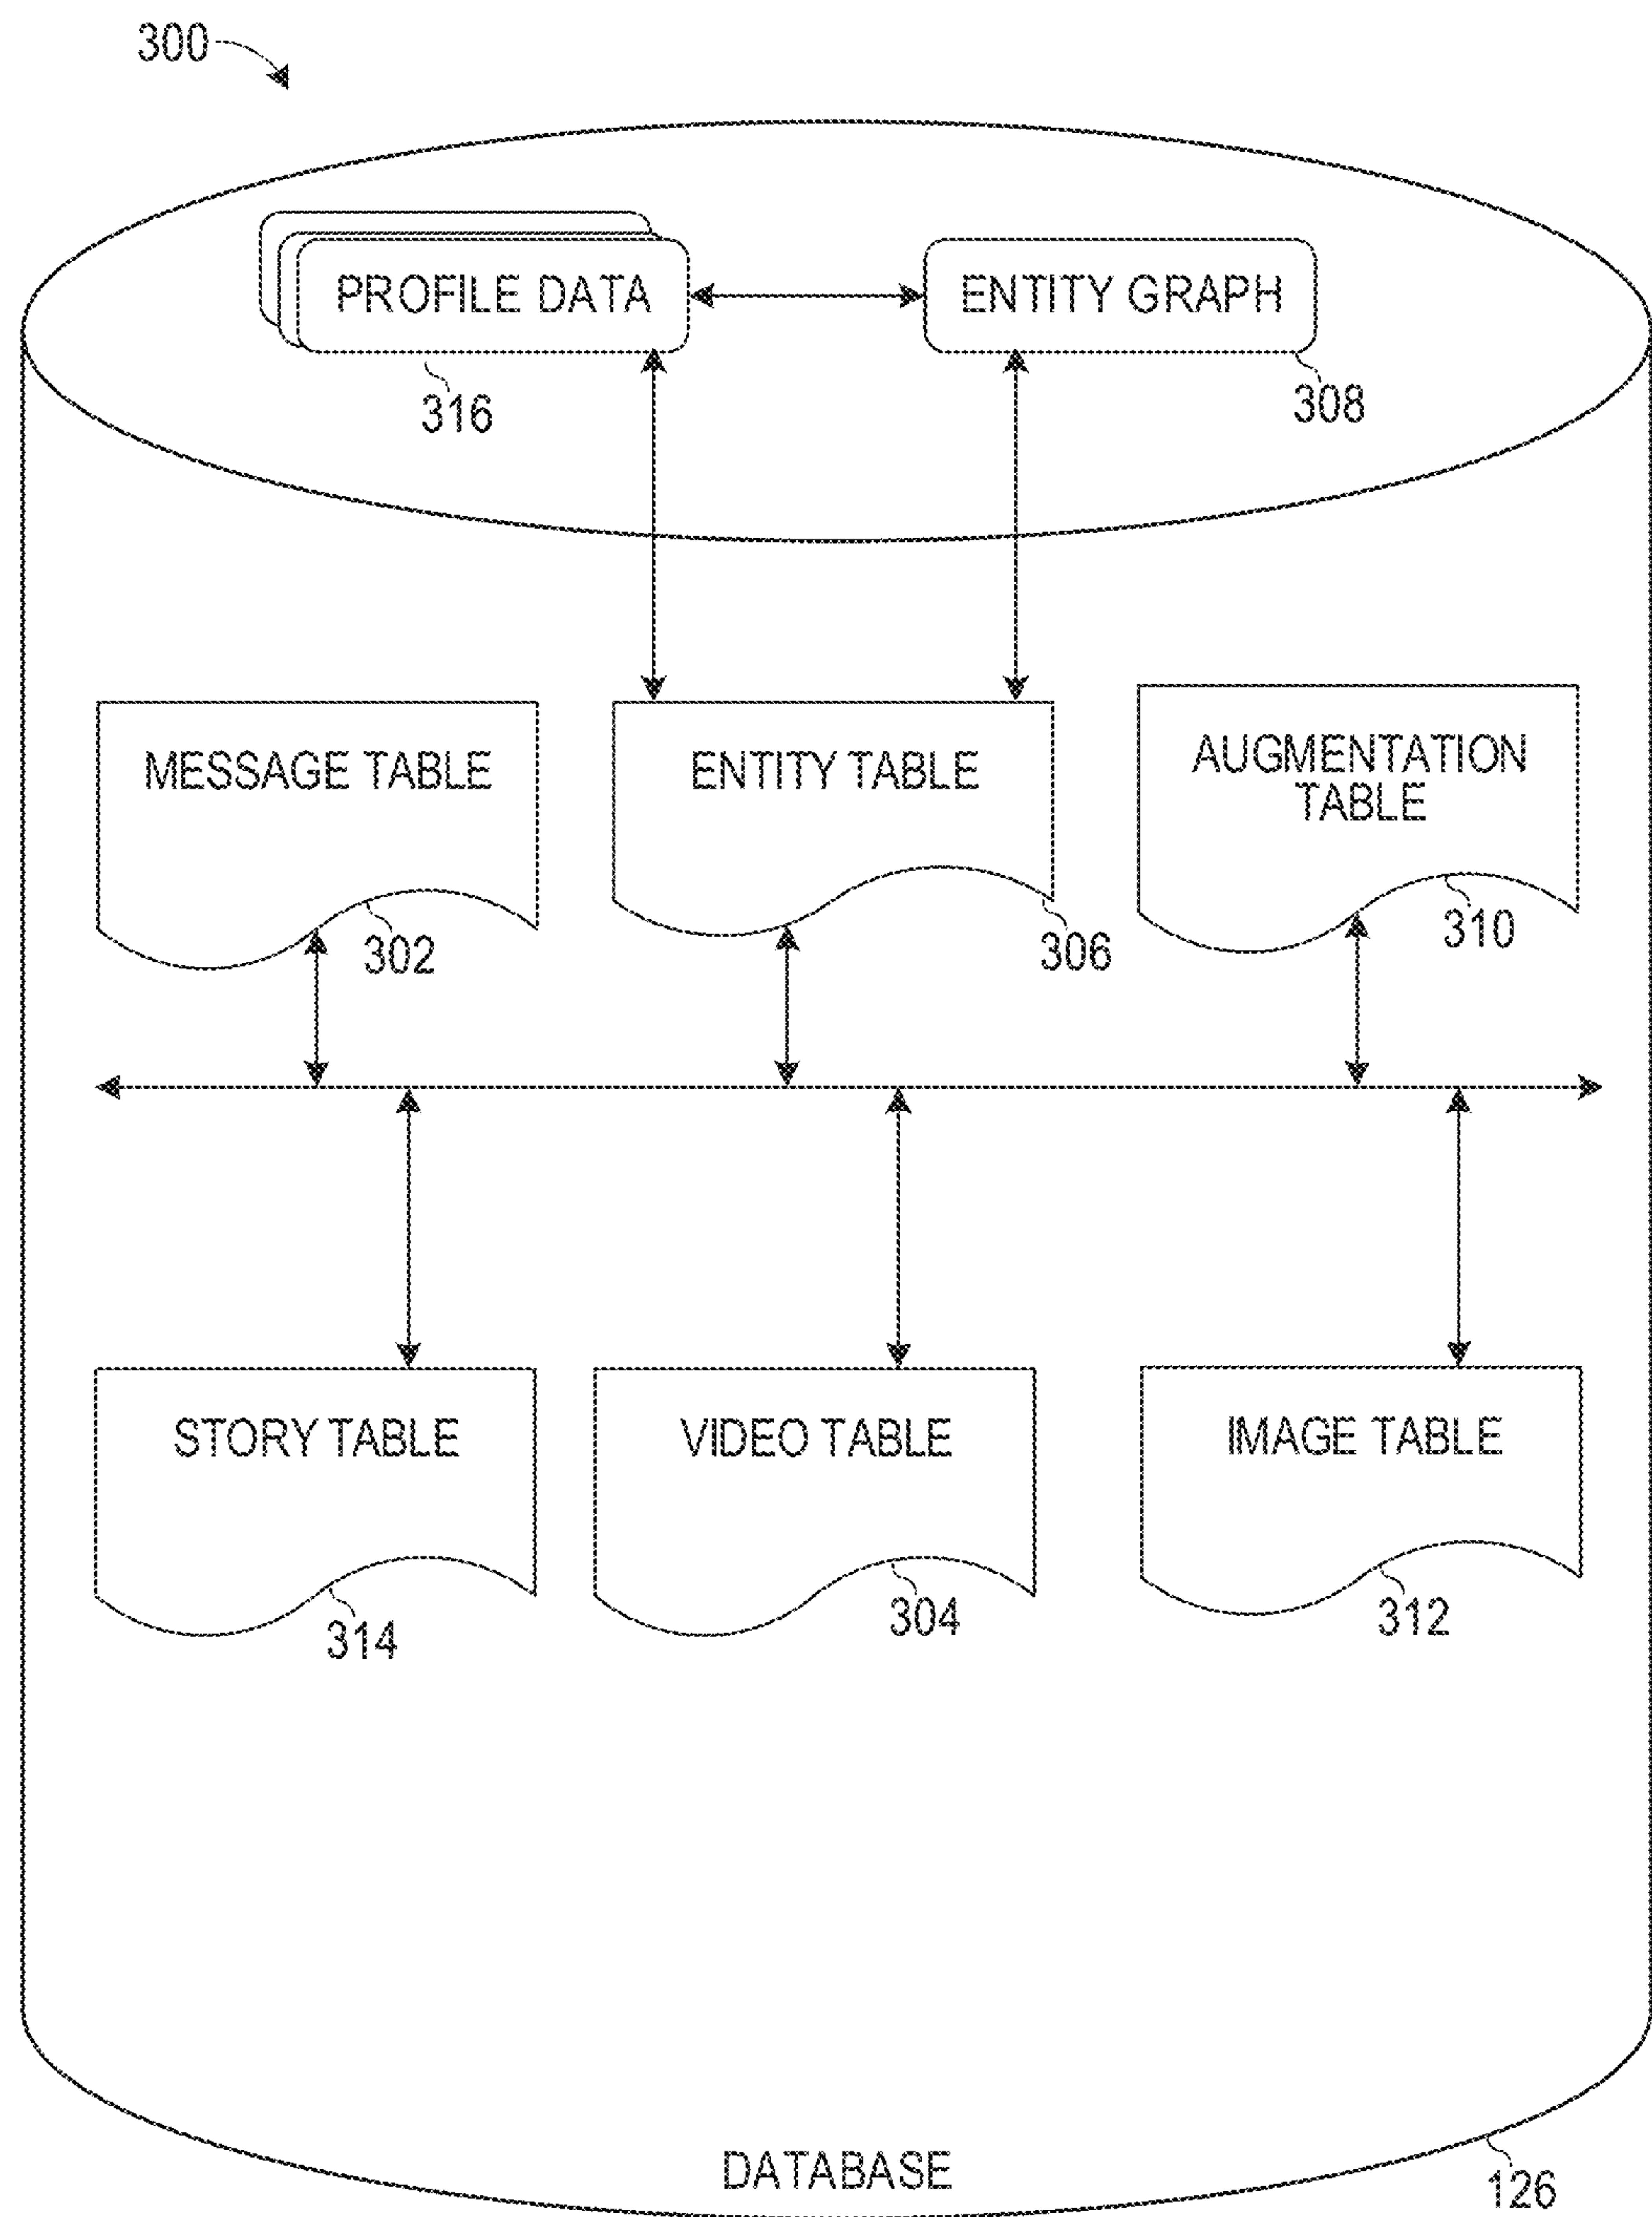 300
PROFILE DATA
ENTITY GRAPH
316
308
MESSAGE TABLE
ENTITY TABLE
AUGMENTATION
TABLE
302
306
310
STORY TABLE
VIDEO TABLE
IMAGE TABLE
314
304
312
DATABASE
126